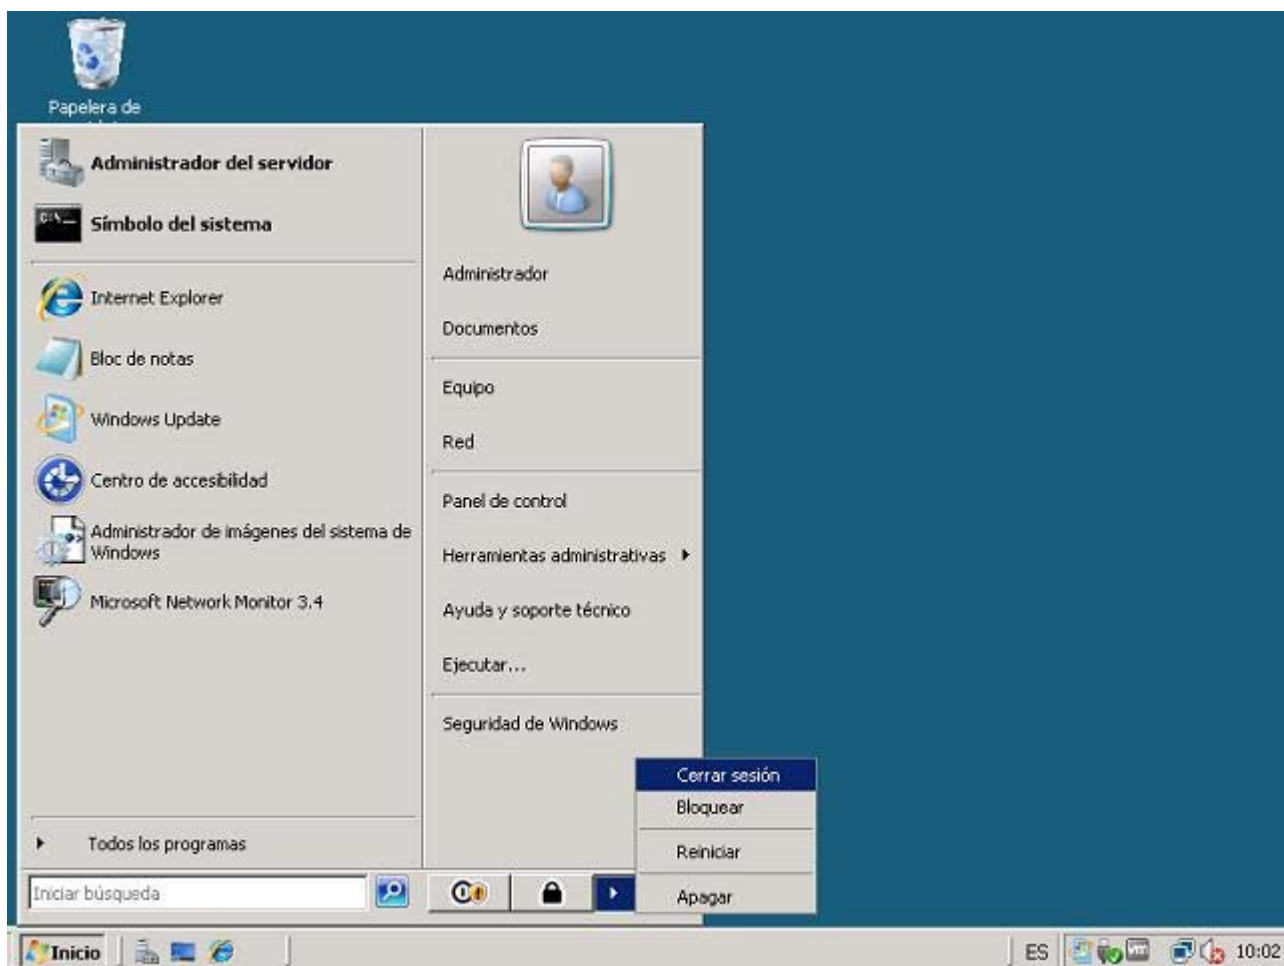 Papelera de
Administrador del servidor
Símbolo del sistema
Internet Explorer
Bloc de notas
Windows Update
Centro de accesibilidad
Administrador de imágenes del sistema de
Windows
Microsoft Network Monitor 3.4
Todos los programas
Iniciar búsqueda
Administrador
Documentos
Equipo
Red
Panel de control
Herramientas administrativas
Ayuda y soporte técnico
Ejecutar...
Seguridad de Windows
Cerrar sesión
Bloquear
Reiniciar
Apagar
Inicio
ES
10:02